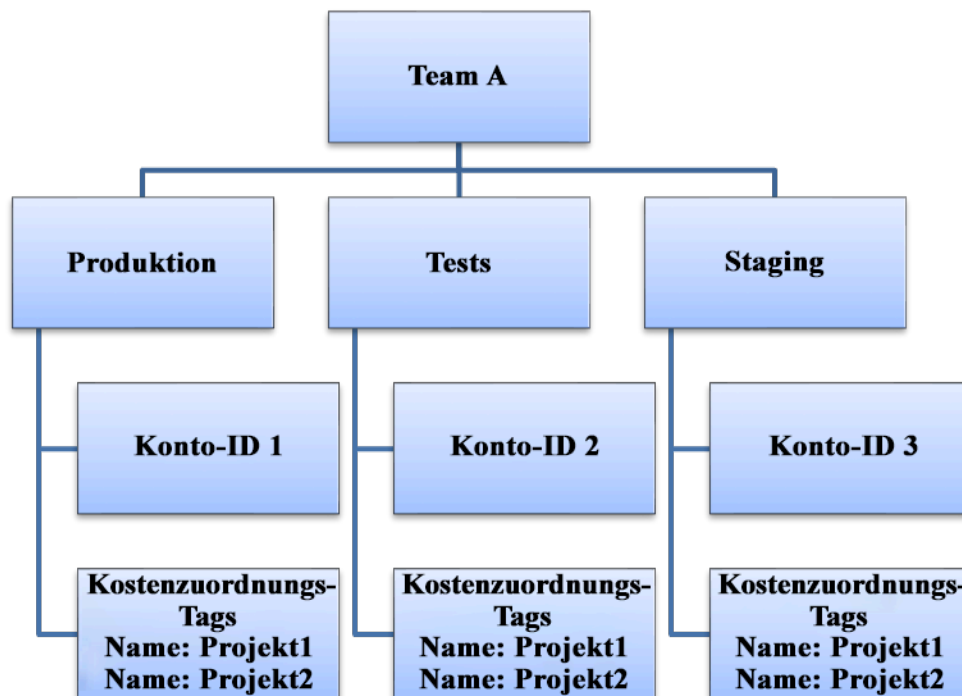 Team A
Produktion
Tests
Staging
Konto-ID 1
Konto-ID 2
Konto-ID 3
Kostenzuordnungs-
Tags
Name: Projekt1
Name: Projekt2
Kostenzuordnungs-
Tags
Name: Projekt1
Name: Projekt2
Kostenzuordnungs-
Tags
Name: Projekt1
Name: Projekt2